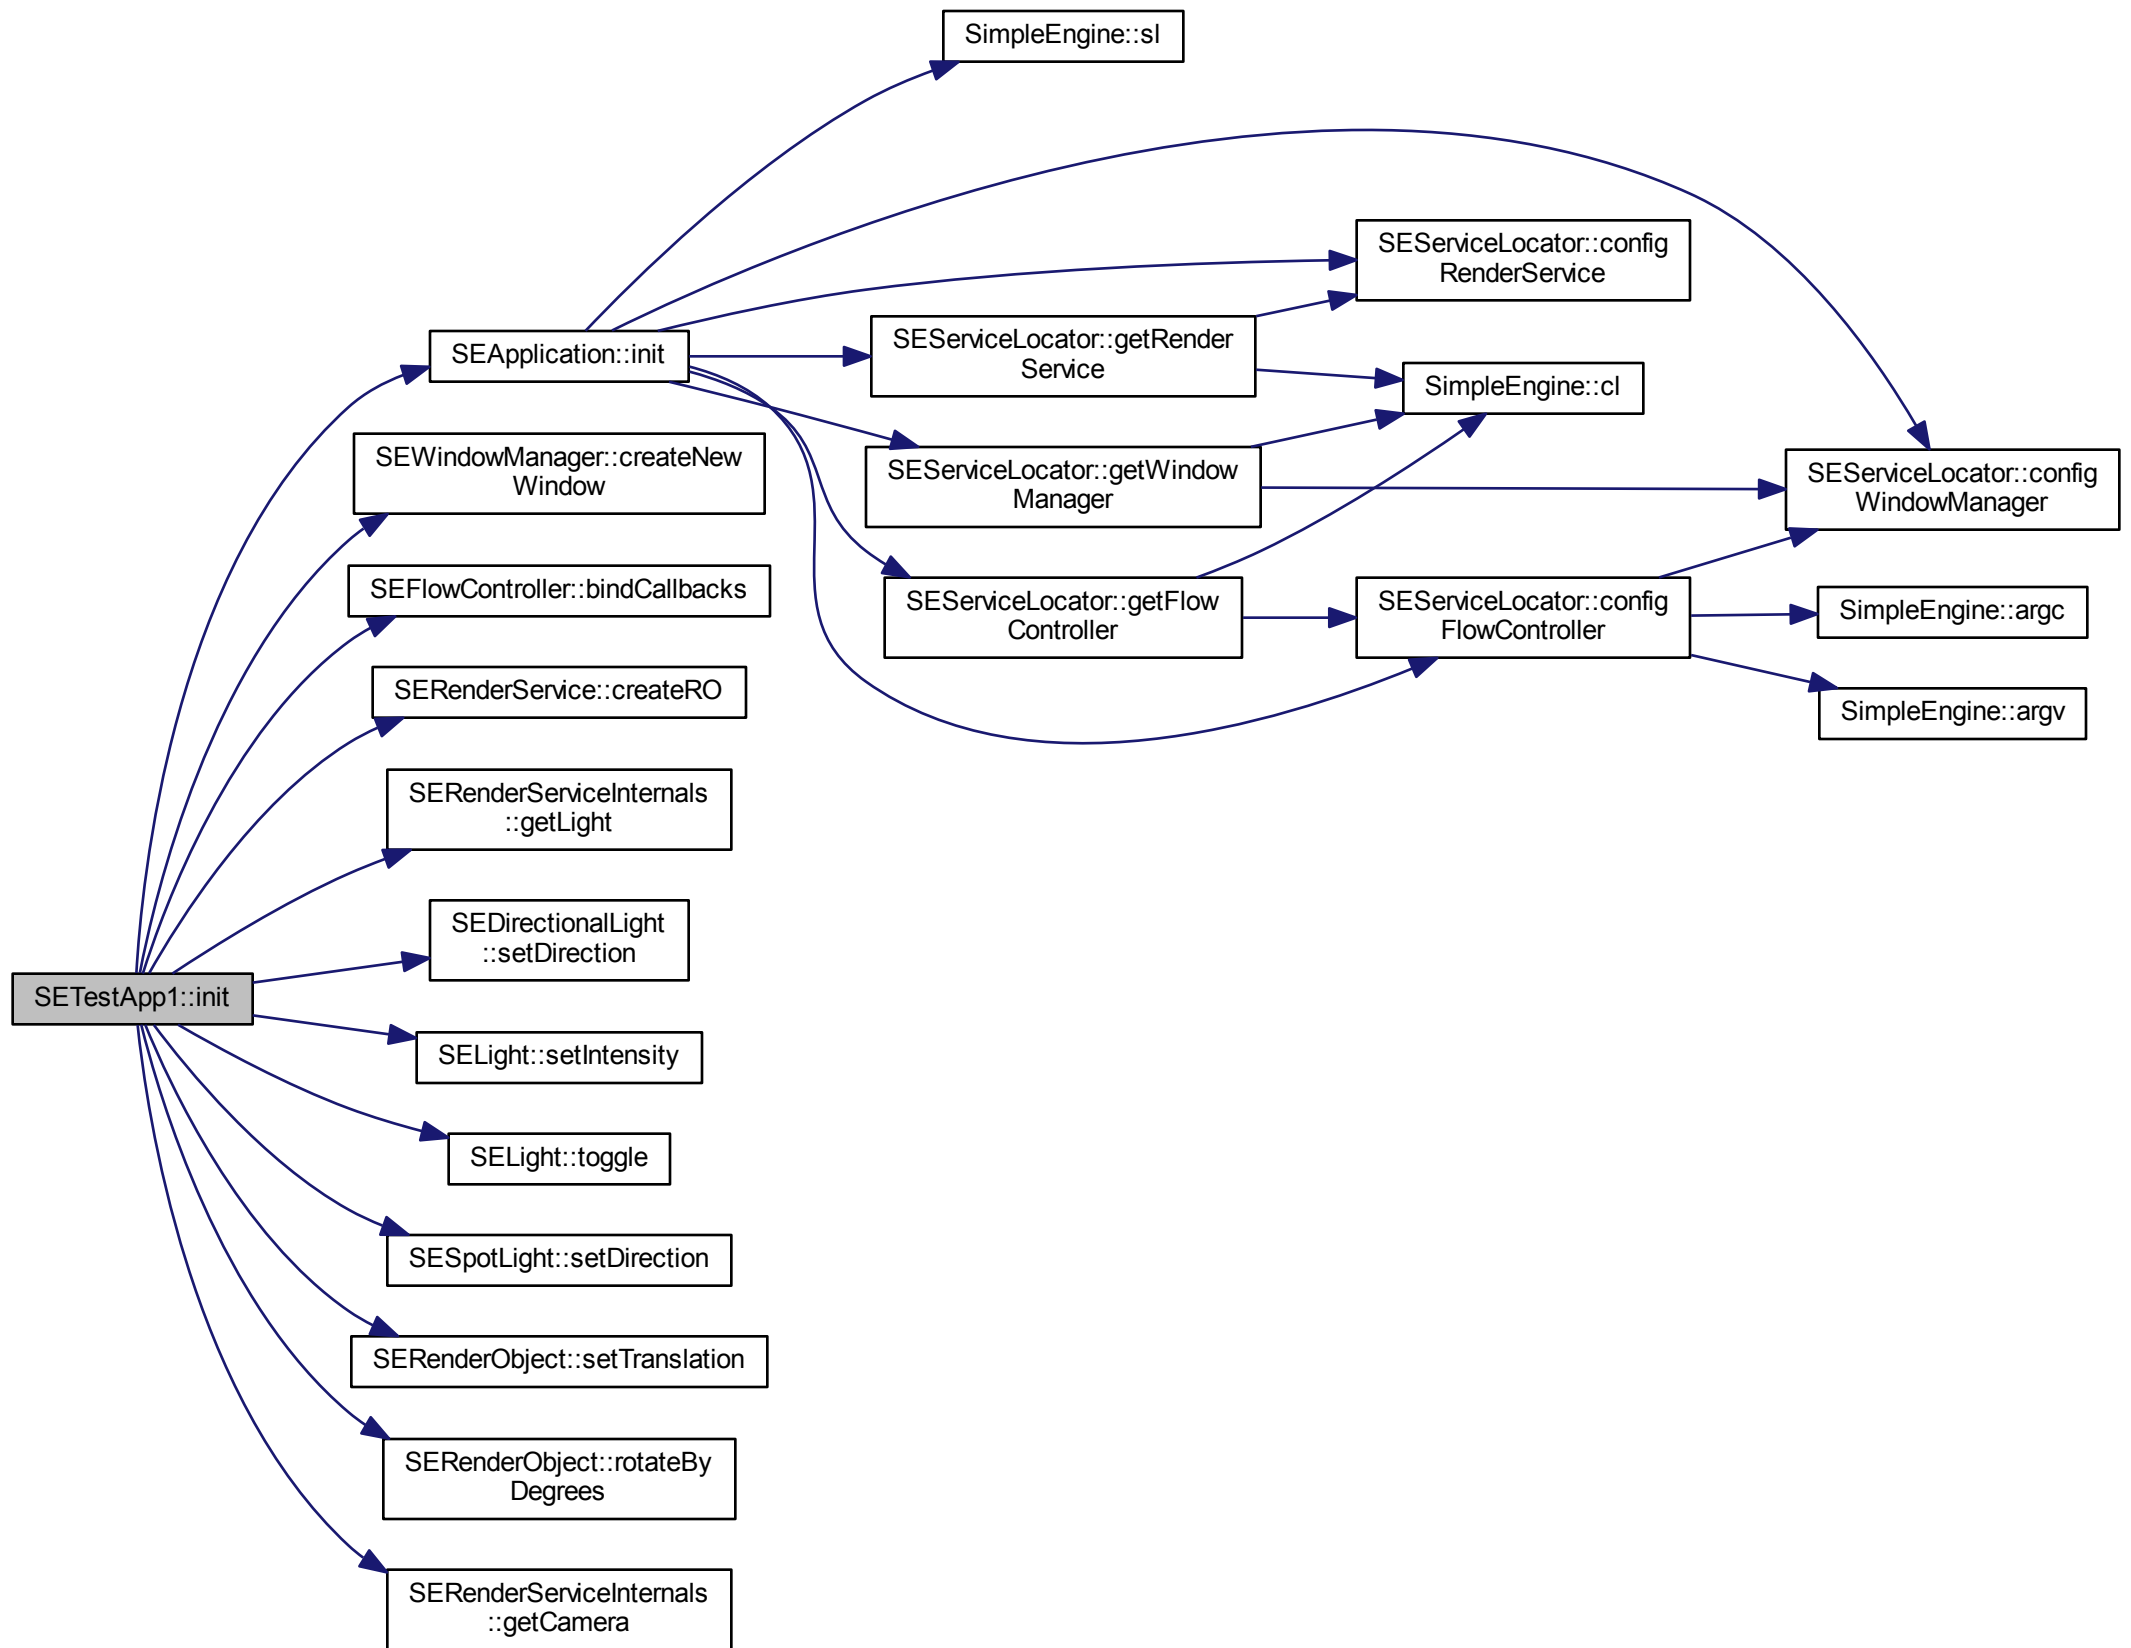 SimpleEngine::sl
SEServiceLocator::config
RenderService
SEApplication::init
SEServiceLocator::getRender
Service
SimpleEngine::cl
SEWindowManager::createNew
Window
SEServiceLocator::getWindow
Manager
SEServiceLocator::config
WindowManager
SEFlowController::bindCallbacks
SEServiceLocator::getFlow
Controller
SEServiceLocator::config
FlowController
SimpleEngine::argc
SERenderService::createRO
SimpleEngine::argv
SERenderServiceInternals
::getLight
SEDirectionalLight
::setDirection
SETestApp1::init
SELight::setIntensity
SELight::toggle
SESpotLight::setDirection
SERenderObject::setTranslation
SERenderObject::rotateBy
Degrees
SERenderServiceInternals
::getCamera